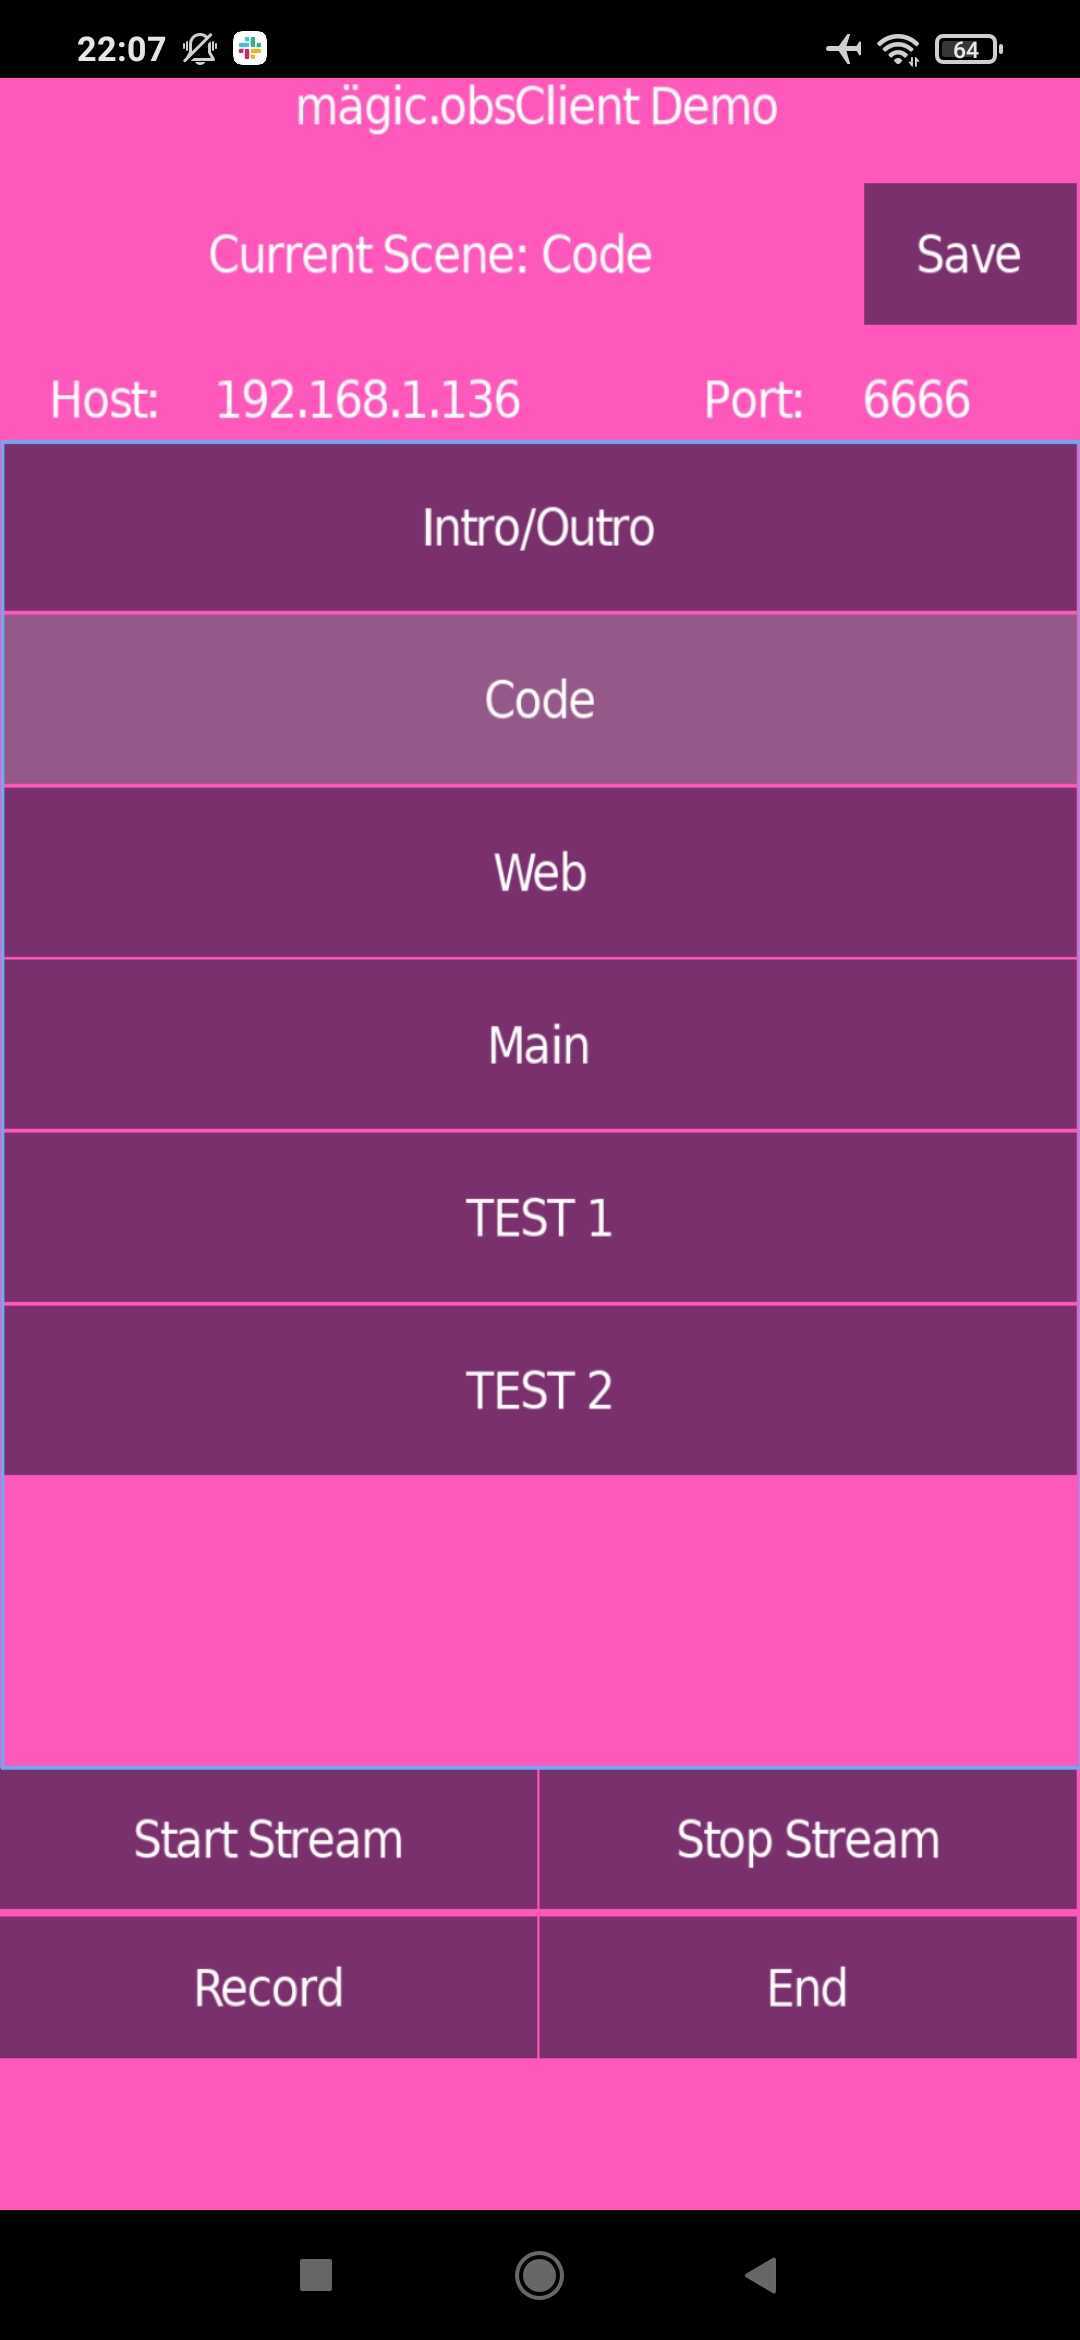 22:07 64
mägic.obsClient Demo
Current Scene: Code Save
Host: 192.168.1.136 Port: 6666
Intro/Outro
Code
Web
Main
TEST 1
TEST 2
Start Stream Stop Stream
Record End